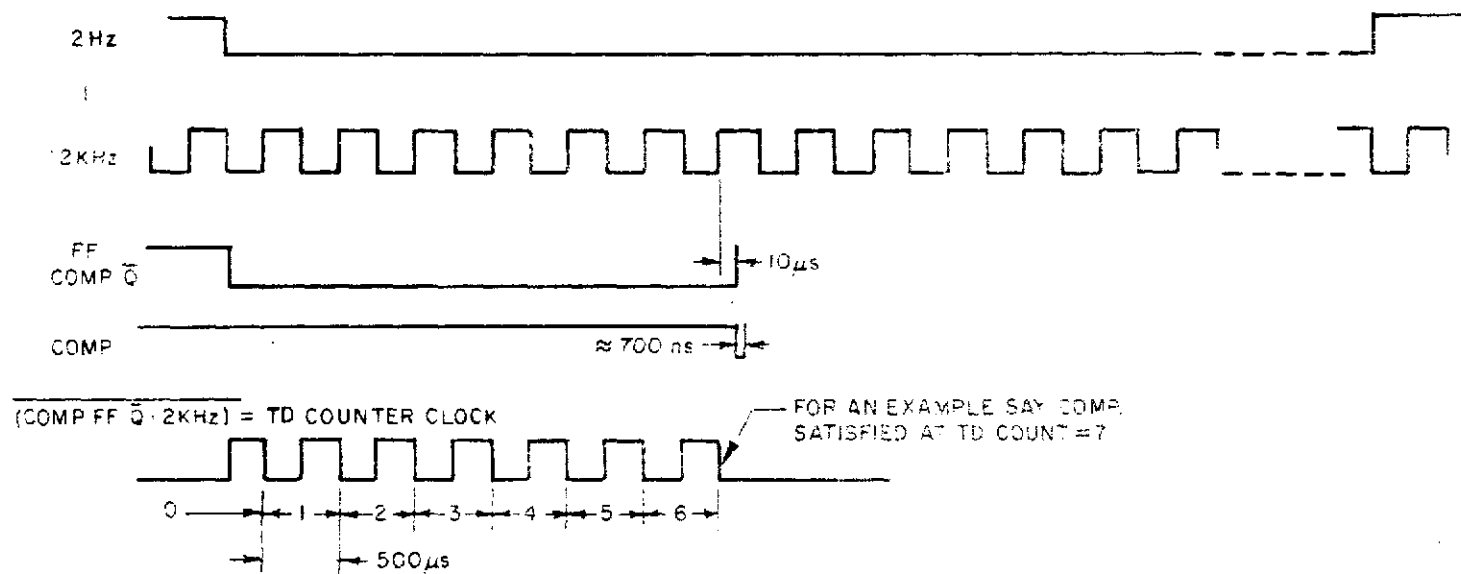 2Hz
2KHz
FF
COMP Q̅
10µs
COMP
≈ 700 ns
(COMP FF Q̅ · 2KHz) = TD COUNTER CLOCK
FOR AN EXAMPLE SAY COMP.
SATISFIED AT TD COUNT = 7
0 1 2 3 4 5 6
500µs